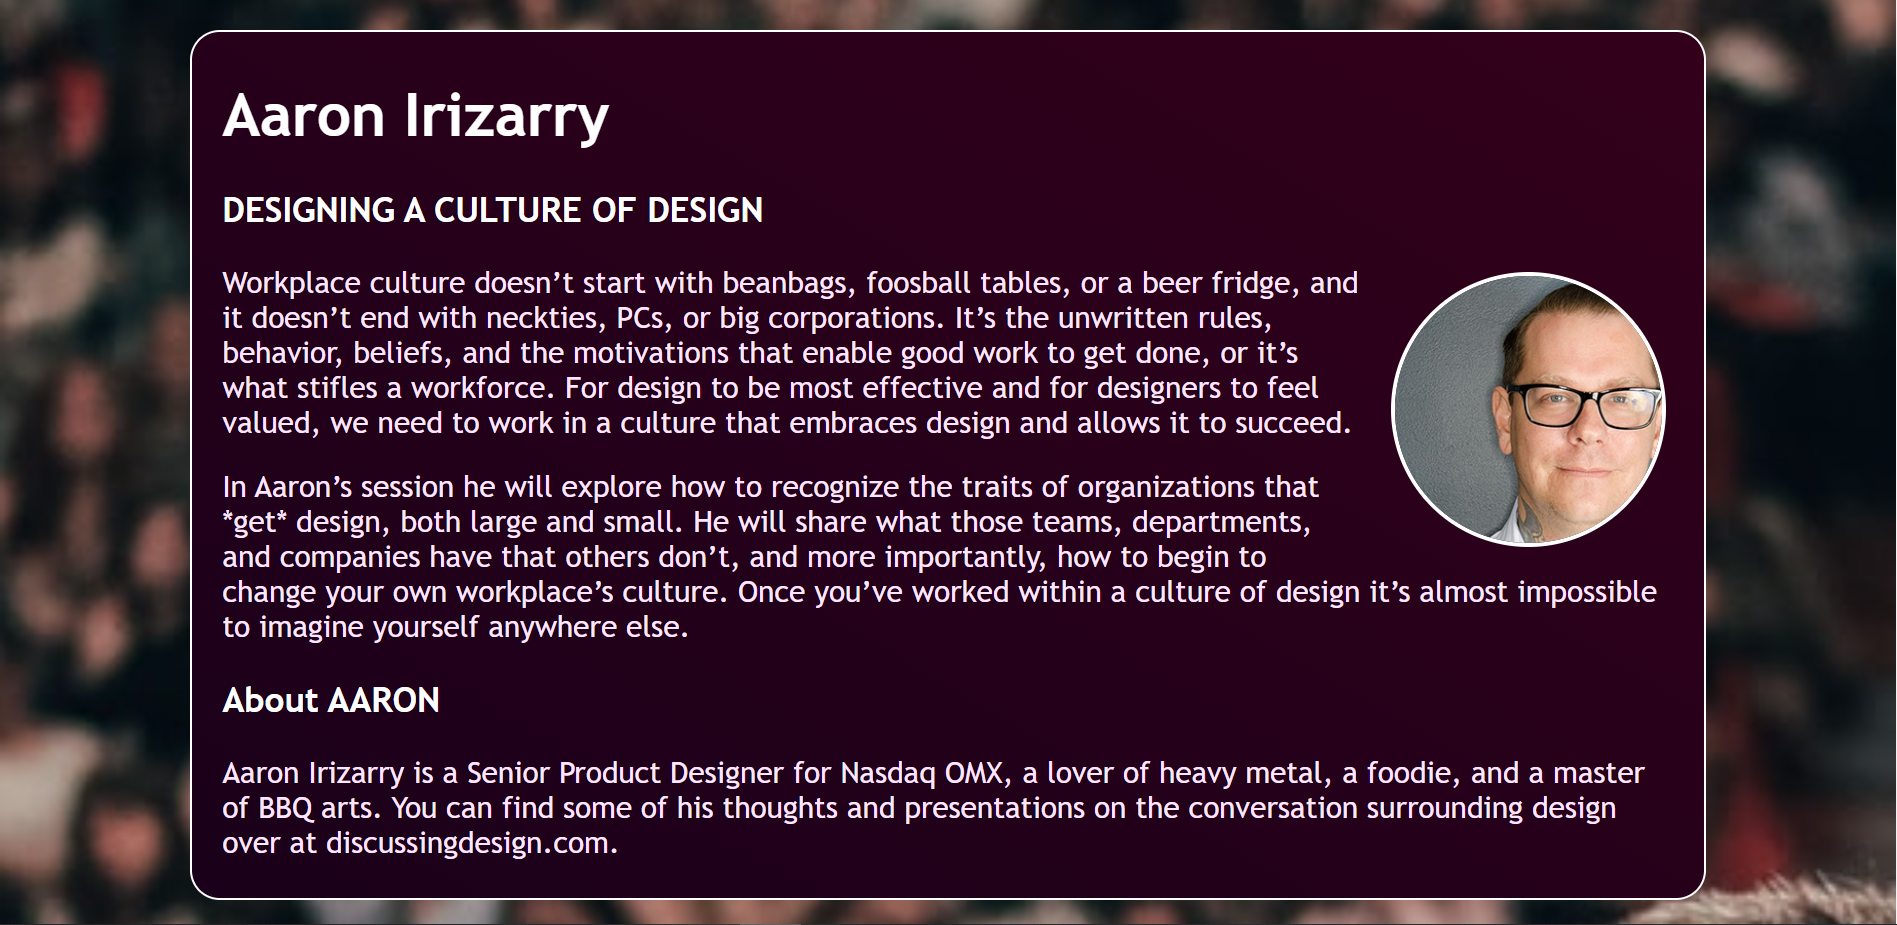 Aaron Irizarry
DESIGNING A CULTURE OF DESIGN
Workplace culture doesn’t start with beanbags, foosball tables, or a beer fridge, and
it doesn’t end with neckties, PCs, or big corporations. It’s the unwritten rules,
behavior, beliefs, and the motivations that enable good work to get done, or it’s
what stifles a workforce. For design to be most effective and for designers to feel
valued, we need to work in a culture that embraces design and allows it to succeed.
In Aaron’s session he will explore how to recognize the traits of organizations that
*get* design, both large and small. He will share what those teams, departments,
and companies have that others don’t, and more importantly, how to begin to
change your own workplace’s culture. Once you’ve worked within a culture of design it’s almost impossible
to imagine yourself anywhere else.
About AARON
Aaron Irizarry is a Senior Product Designer for Nasdaq OMX, a lover of heavy metal, a foodie, and a master
of BBQ arts. You can find some of his thoughts and presentations on the conversation surrounding design
over at discussingdesign.com.